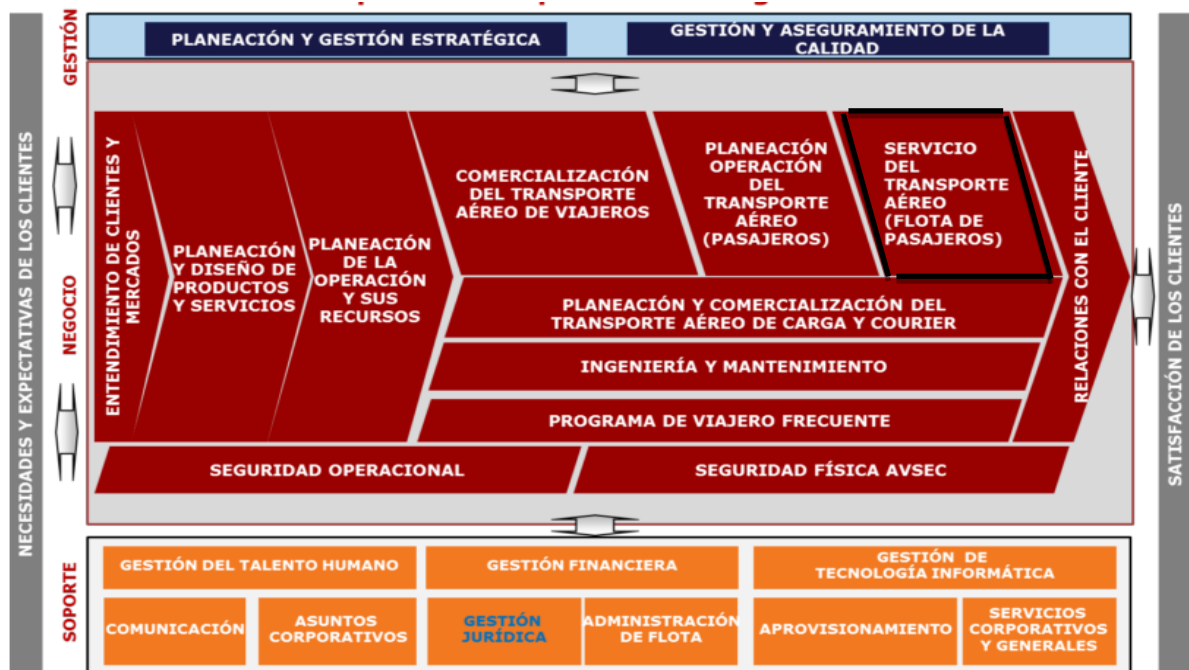 GESTIÓN
PLANEACIÓN Y GESTIÓN ESTRATÉGICA
GESTIÓN Y ASEGURAMIENTO DE LA
CALIDAD
NECESIDADES Y EXPECTATIVAS DE LOS CLIENTES
NEGOCIO
ENTENDIMIENTO DE CLIENTES Y
MERCADOS
PLANEACIÓN
Y DISEÑO DE
PRODUCTOS
Y SERVICIOS
PLANEACIÓN
DE LA
OPERACIÓN
Y SUS
RECURSOS
COMERCIALIZACIÓN
DEL TRANSPORTE
AÉREO DE VIAJEROS
PLANEACIÓN
OPERACIÓN
DEL
TRANSPORTE
AÉREO
(PASAJEROS)
SERVICIO
DEL
TRANSPORTE
AÉREO
(FLOTA DE
PASAJEROS)
RELACIONES CON EL CLIENTE
PLANEACIÓN Y COMERCIALIZACIÓN DEL
TRANSPORTE AÉREO DE CARGA Y COURIER
INGENIERÍA Y MANTENIMIENTO
PROGRAMA DE VIAJERO FRECUENTE
SEGURIDAD OPERACIONAL
SEGURIDAD FÍSICA AVSEC
SATISFACCIÓN DE LOS CLIENTES
SOPORTE
GESTIÓN DEL TALENTO HUMANO
GESTIÓN FINANCIERA
GESTIÓN DE
TECNOLOGÍA INFORMÁTICA
COMUNICACIÓN
ASUNTOS
CORPORATIVOS
GESTIÓN
JURÍDICA
ADMINISTRACIÓN
DE FLOTA
APROVISIONAMIENTO
SERVICIOS
CORPORATIVOS
Y GENERALES